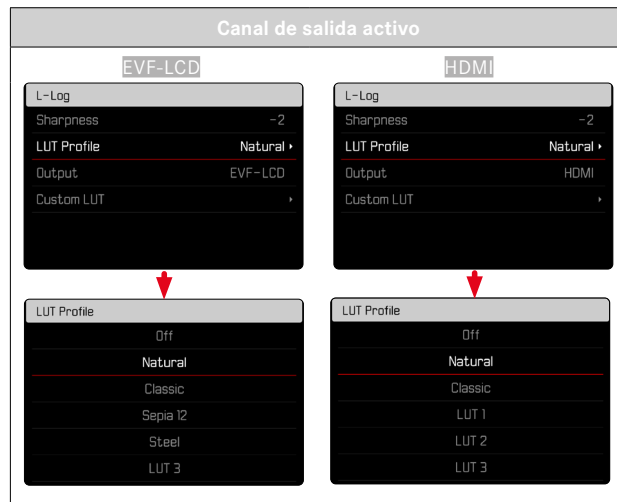 Canal de salida activo
EVF-LCD
L-Log
Sharpness -2
LUT Profile Natural
Output EVF-LCD
Custom LUT
LUT Profile
Off
Natural
Classic
Sepia 12
Steel
LUT 3
HDMI
L-Log
Sharpness -2
LUT Profile Natural
Output HDMI
Custom LUT
LUT Profile
Off
Natural
Classic
LUT 1
LUT 2
LUT 3